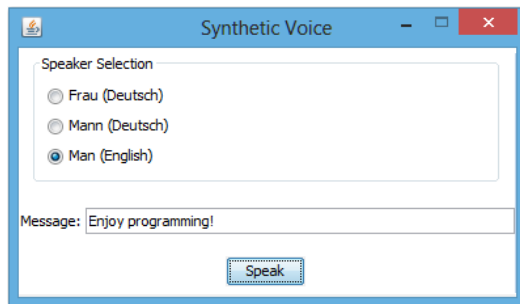 Synthetic Voice
Speaker Selection
Frau (Deutsch)
Mann (Deutsch)
Man (English)
Message: Enjoy programming!
Speak